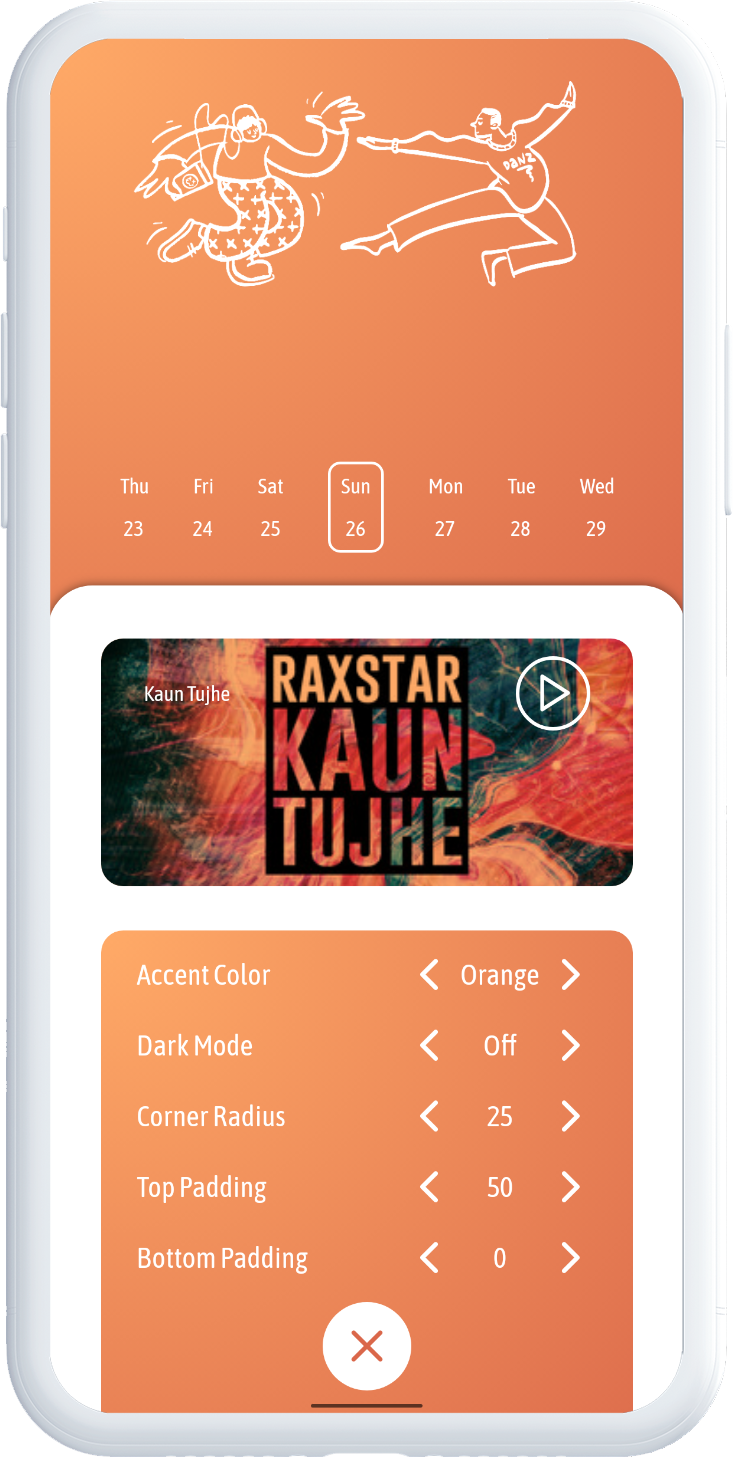 DANZ
Thu Fri Sat Sun Mon Tue Wed
23 24 25 26 27 28 29
Kaun Tujhe
RAXSTAR
KAUN
TUJHE
Accent Color Orange
Dark Mode Off
Corner Radius 25
Top Padding 50
Bottom Padding 0